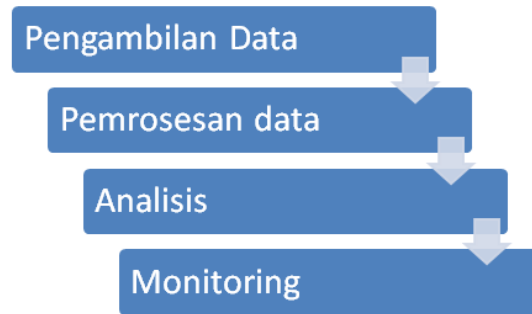 Pengambilan Data
Pemrosesan data
Analisis
Monitoring